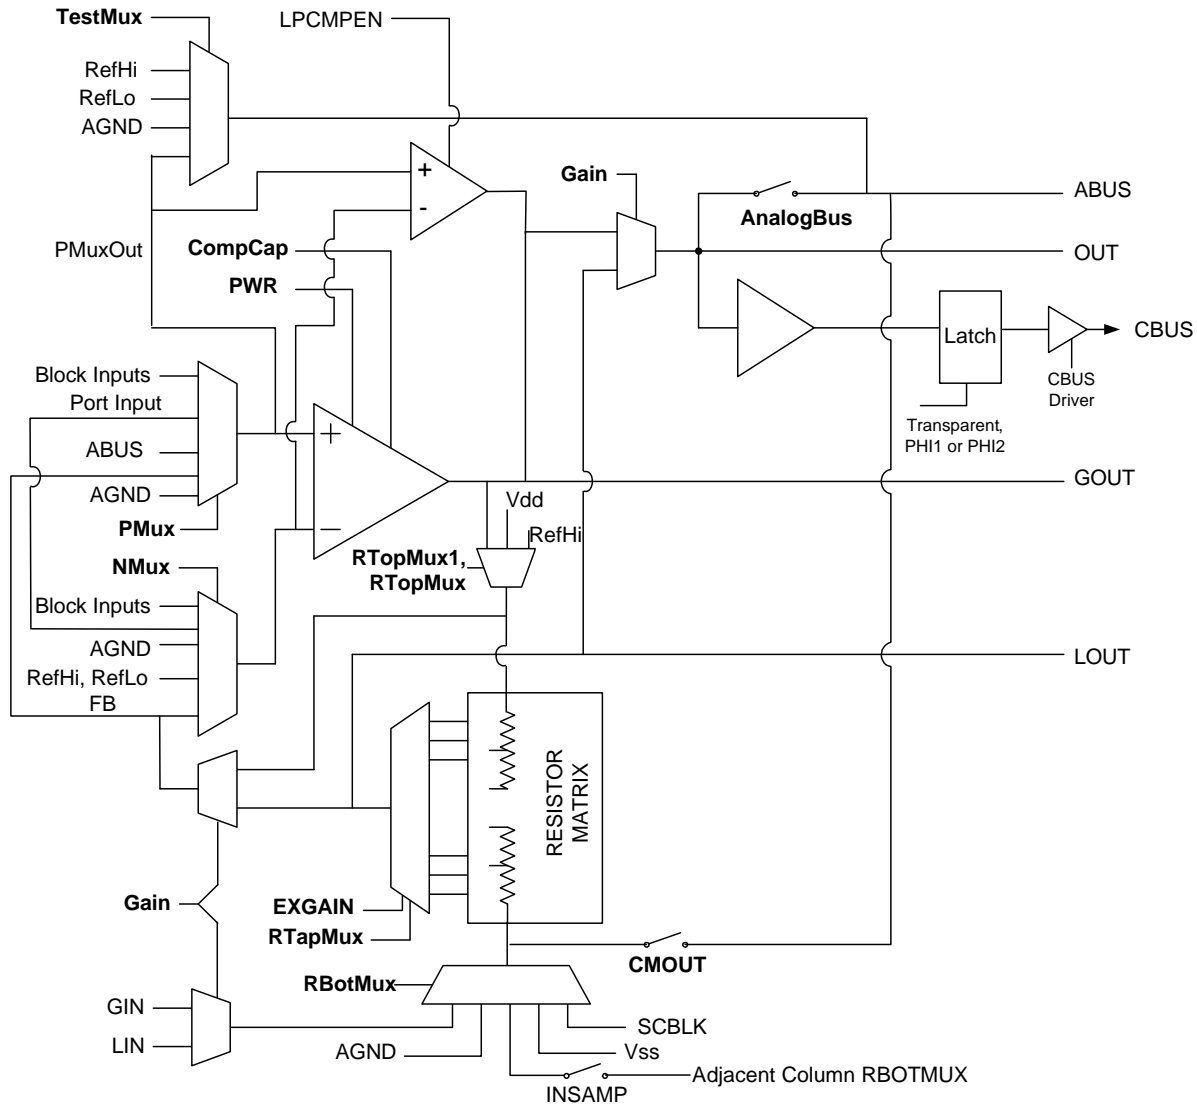 TestMux
LPCMPEN
RefHi
RefLo
AGND
+
-
Gain
ABUS
AnalogBus
PMuxOut
CompCap
OUT
PWR
Latch
CBUS
CBUS
Driver
Block Inputs
Port Input
Transparent,
PHI1 or PHI2
+
ABUS
GOUT
AGND
Vdd
PMux
−
RefHi
NMux
RTopMux1,
RTopMux
Block Inputs
AGND
LOUT
RefHi, RefLo
FB
RESISTOR
MATRIX
Gain
EXGAIN
RTapMux
CMOUT
RBotMux
GIN
SCBLK
LIN
AGND
Vss
Adjacent Column RBOTMUX
INSAMP